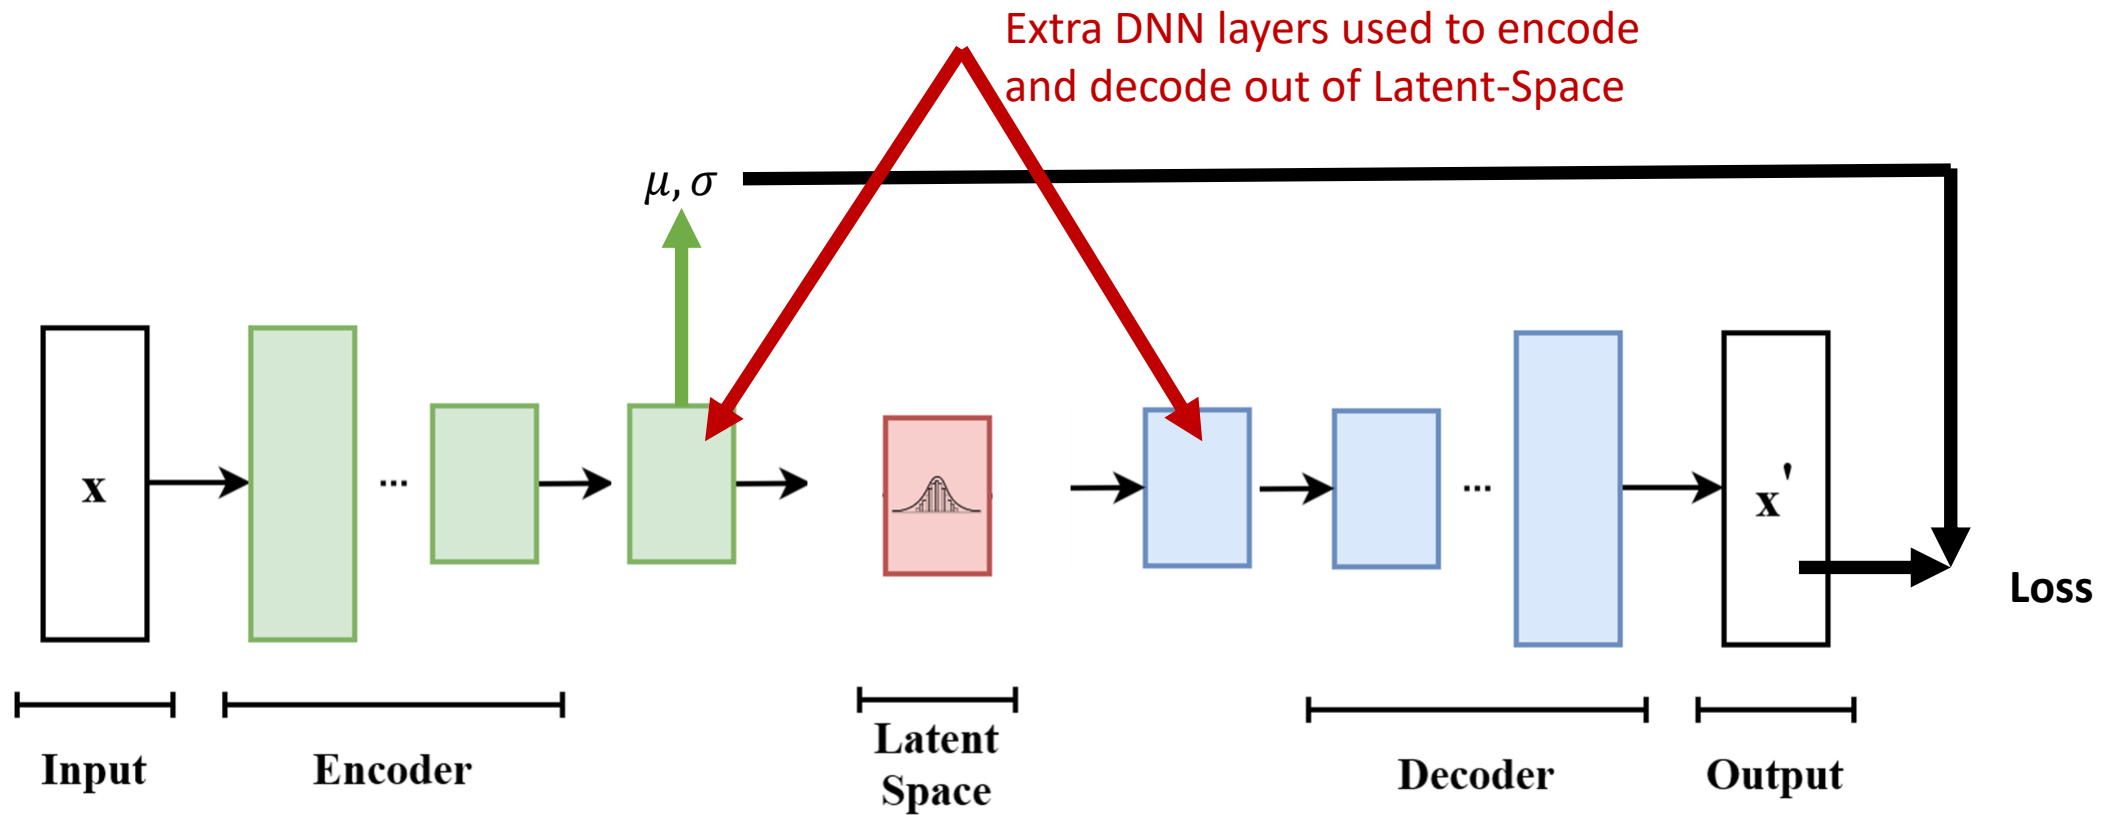 Extra DNN layers used to encode
and decode out of Latent-Space
μ, σ
x
...
...
x'
Loss
Input
Encoder
Latent
Space
Decoder
Output